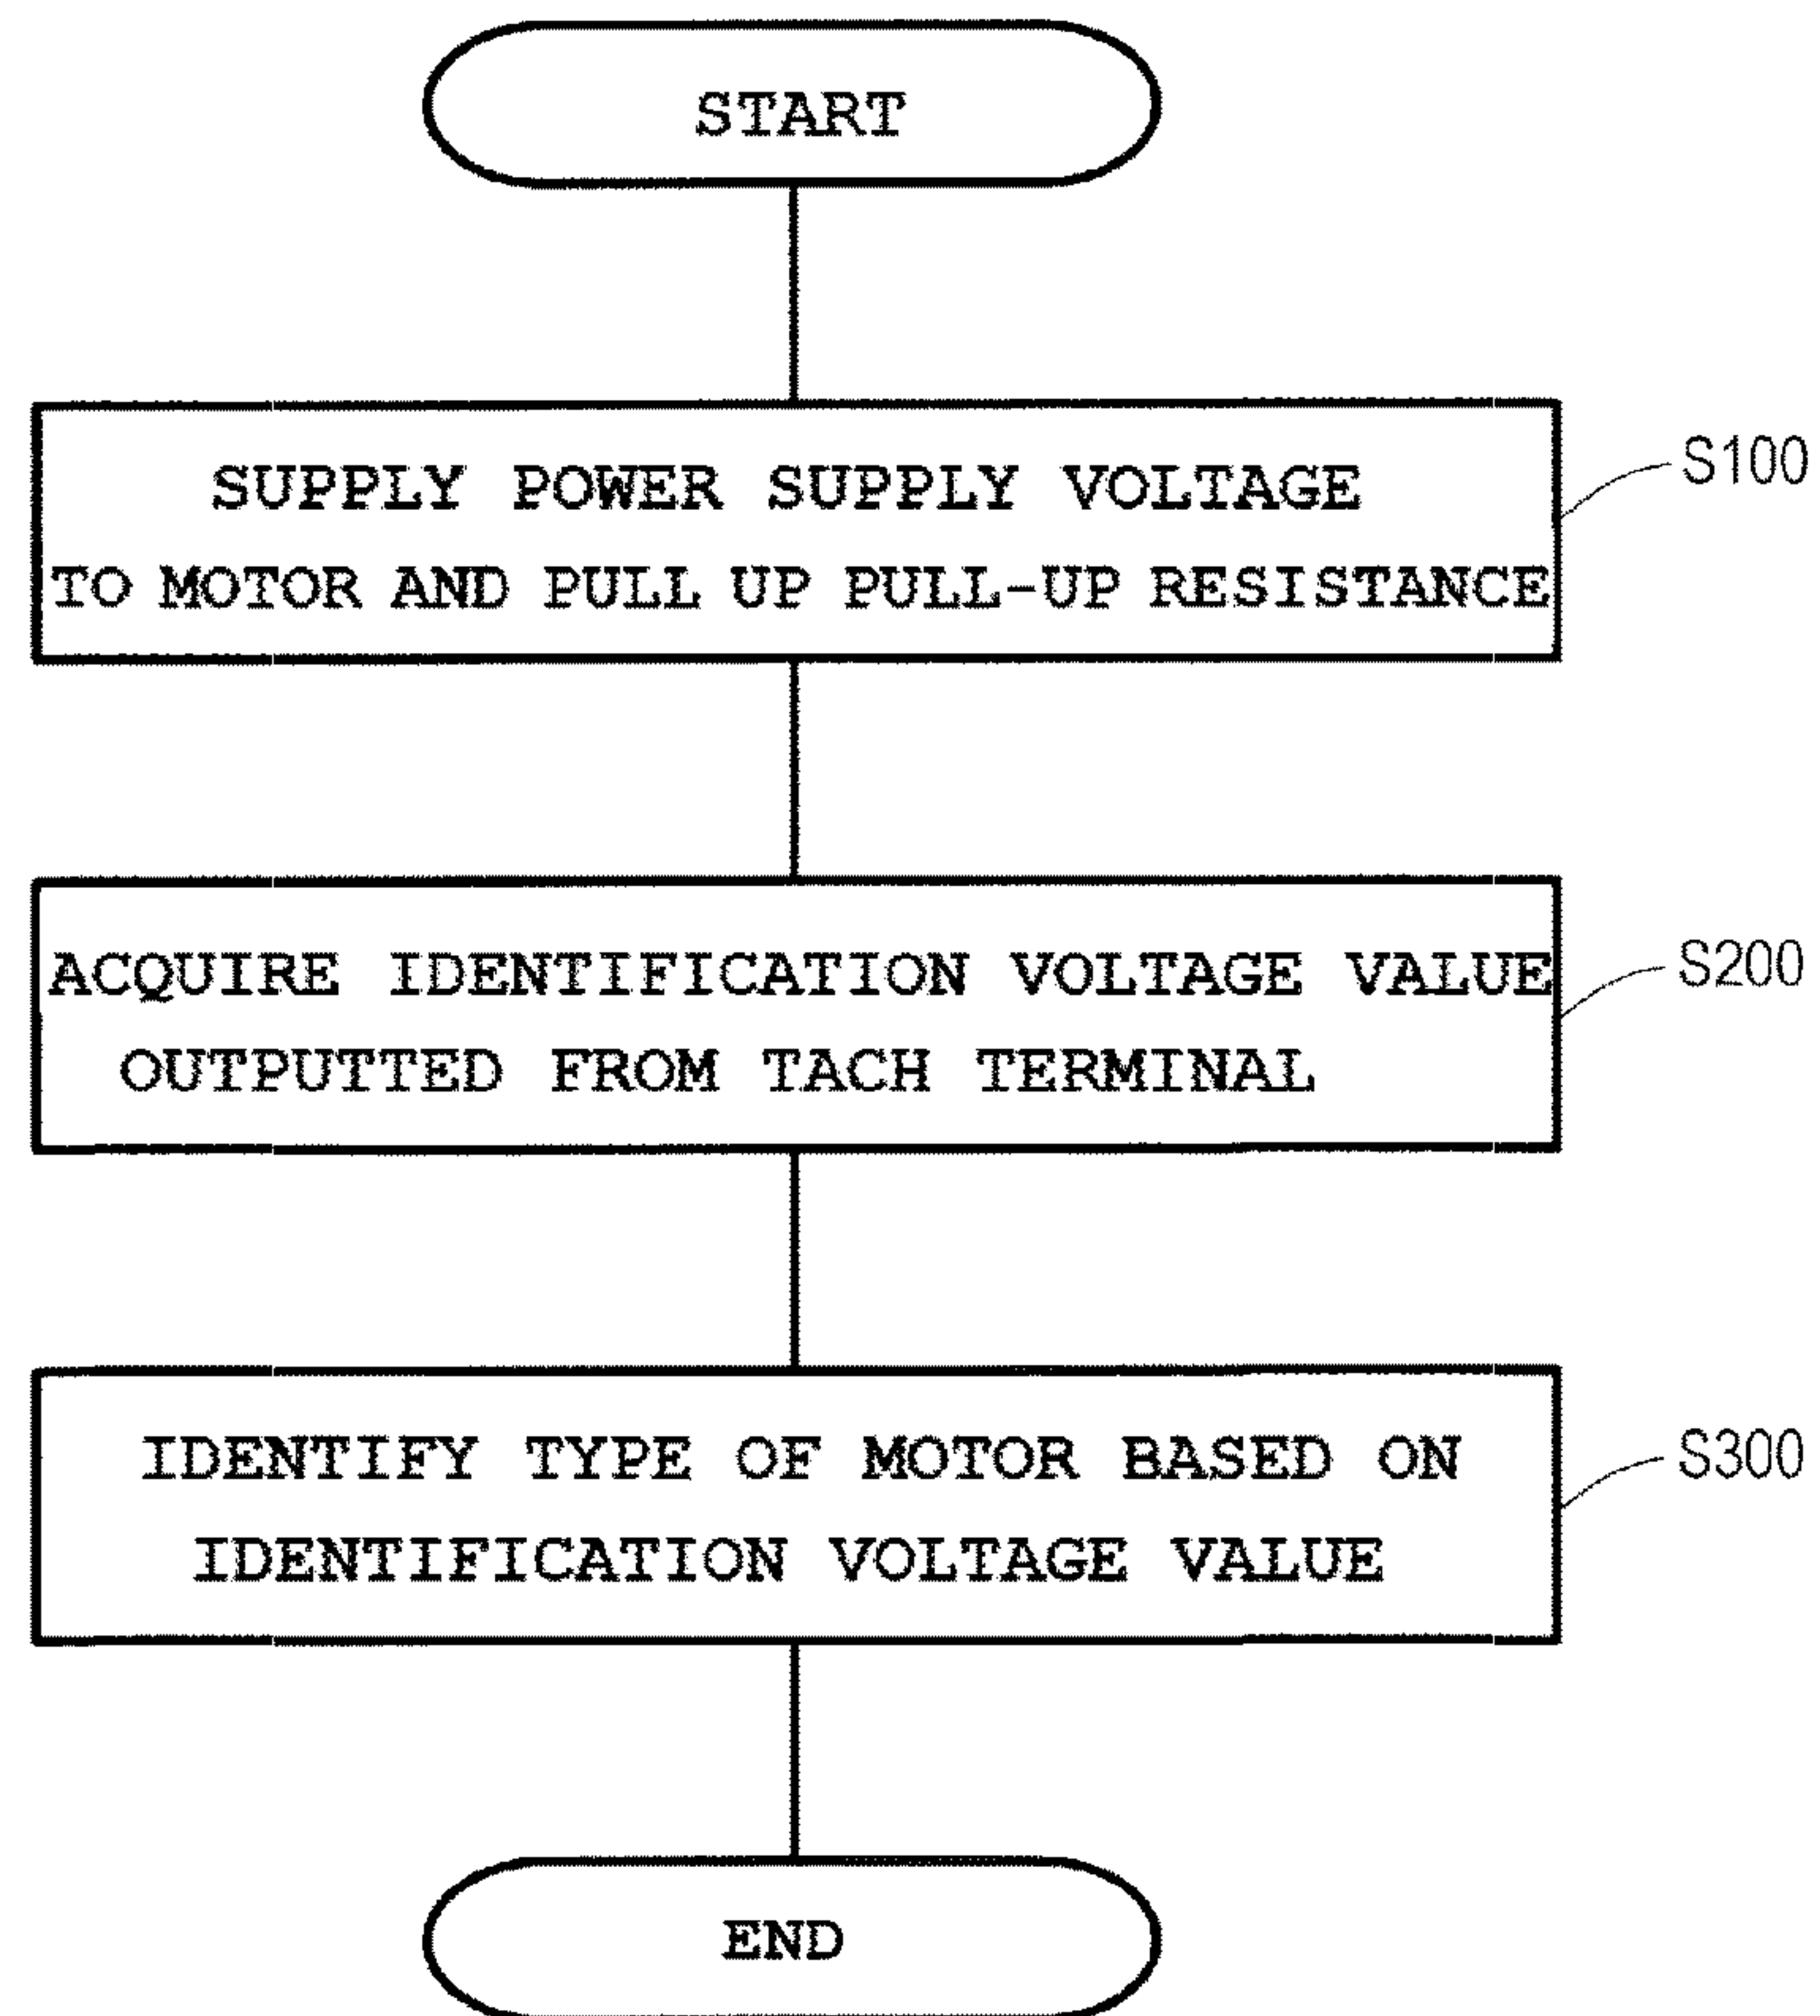 START
SUPPLY POWER SUPPLY VOLTAGE
TO MOTOR AND PULL UP PULL-UP RESISTANCE
S100
ACQUIRE IDENTIFICATION VOLTAGE VALUE
OUTPUTTED FROM TACH TERMINAL
S200
IDENTIFY TYPE OF MOTOR BASED ON
IDENTIFICATION VOLTAGE VALUE
S300
END